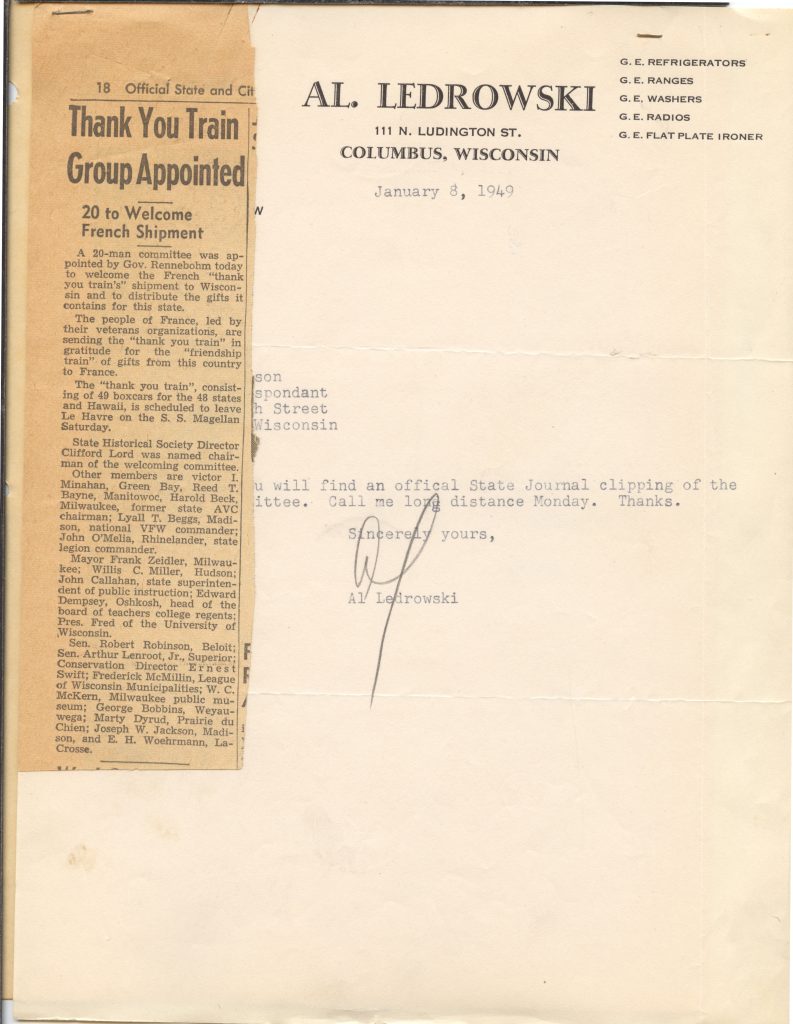 18 Official State and Cit
Thank You Train
Group Appointed
20 to Welcome
French Shipment
A 20-man committee was ap-
pointed by Gov. Rennebohm today
to welcome the French "thank
you train's" shipment to Wiscon-
sin and to distribute the gifts it
contains for this state.
The people of France, led by
their veterans organizations, are
sending the "thank you train" in
gratitude for the "friendship
train" of gifts from this country
to France.
The "thank you train", consist-
ing of 49 boxcars for the 48 states
and Hawaii, is scheduled to leave
Le Havre on the S. S. Magellan
Saturday.
State Historical Society Director
Clifford Lord was named chair-
man of the welcoming committee.
Other members are victor I.
Minahan, Green Bay, Reed T.
Bayne, Manitowoc, Harold Beck,
Milwaukee, former state AVC
chairman; Lyall T. Beggs, Madi-
son, national VFW commander;
John O'Melia, Rhinelander, state
legion commander.
Mayor Frank Zeidler, Milwau-
kee; Willis C. Miller, Hudson;
John Callahan, state superinten-
dent of public instruction; Edward
Dempsey, Oshkosh, head of the
board of teachers college regents;
Pres. Fred of the University of
Wisconsin.
Sen. Robert Robinson, Beloit;
Sen. Arthur Lenroot, Jr., Superior;
Conservation Director Ernest
Swift; Frederick McMillin, League
of Wisconsin Municipalities; W. C.
McKern, Milwaukee public mu-
seum; George Bobbins, Weyau-
wega; Marty Dyrud, Prairie du
Chien; Joseph W. Jackson, Madi-
son, and E. H. Woehrmann, La-
Crosse.
AL. LEDROWSKI
111 N. LUDINGTON ST.
COLUMBUS, WISCONSIN
G. E. REFRIGERATORS
G. E. RANGES
G. E. WASHERS
G. E. RADIOS
G. E. FLAT PLATE IRONER
January 8, 1949
son
spondant
h Street
Wisconsin
u will find an offical State Journal clipping of the
ittee. Call me long distance Monday. Thanks.
Sincerely yours,
Al
Al Ledrowski